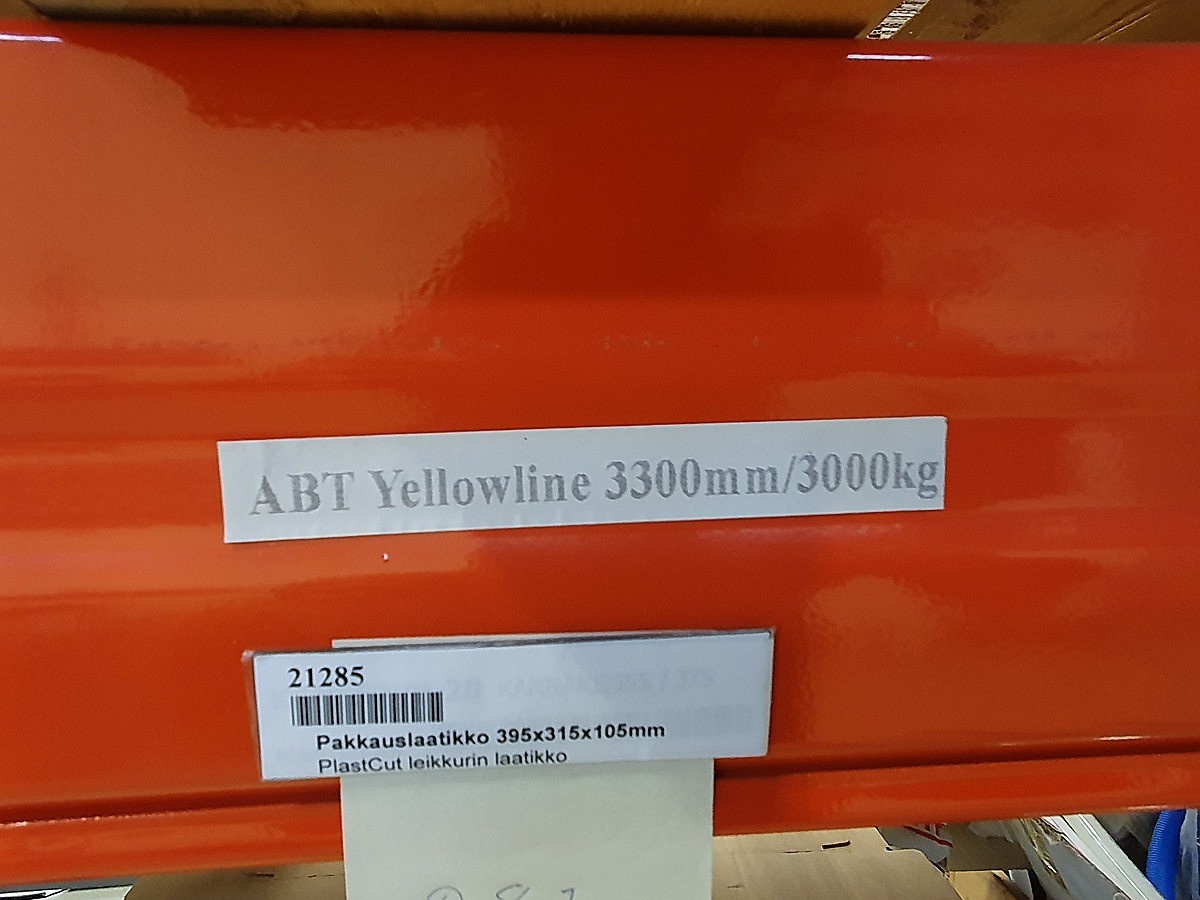 ABT Yellowline 3300mm/3000kg
21285
Pakkauslaatikko 395x315x105mm
PlastCut leikkurin laatikko